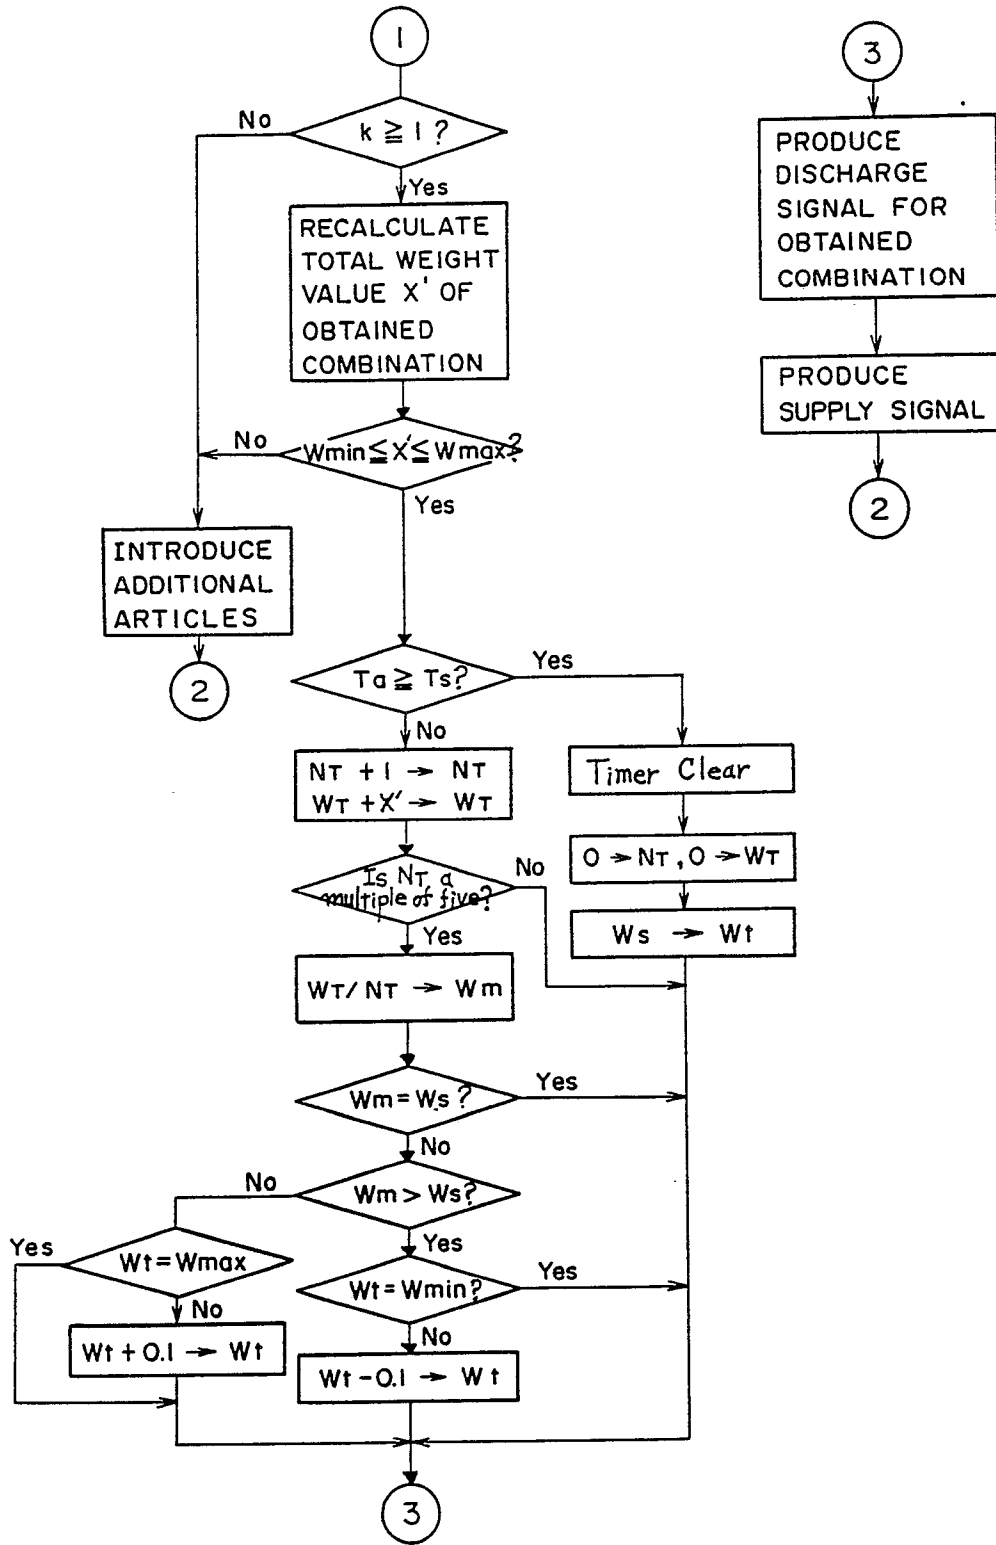 1
k ≧ 1 ?
No
Yes
RECALCULATE
TOTAL WEIGHT
VALUE X' OF
OBTAINED
COMBINATION
Wmin ≦ X' ≦ Wmax?
No
Yes
INTRODUCE
ADDITIONAL
ARTICLES
2
Ta ≧ Ts?
Yes
No
NT + 1 → NT
WT + X' → WT
Timer Clear
O → NT, O → WT
Ws → Wt
Is NT a
multiple of five?
No
Yes
WT / NT → Wm
Wm = Ws ?
Yes
No
Wm > Ws?
No
Yes
Wt = Wmax
Yes
No
Wt + 0.1 → Wt
Wt = Wmin?
Yes
No
Wt - 0.1 → Wt
3
3
PRODUCE
DISCHARGE
SIGNAL FOR
OBTAINED
COMBINATION
PRODUCE
SUPPLY SIGNAL
2